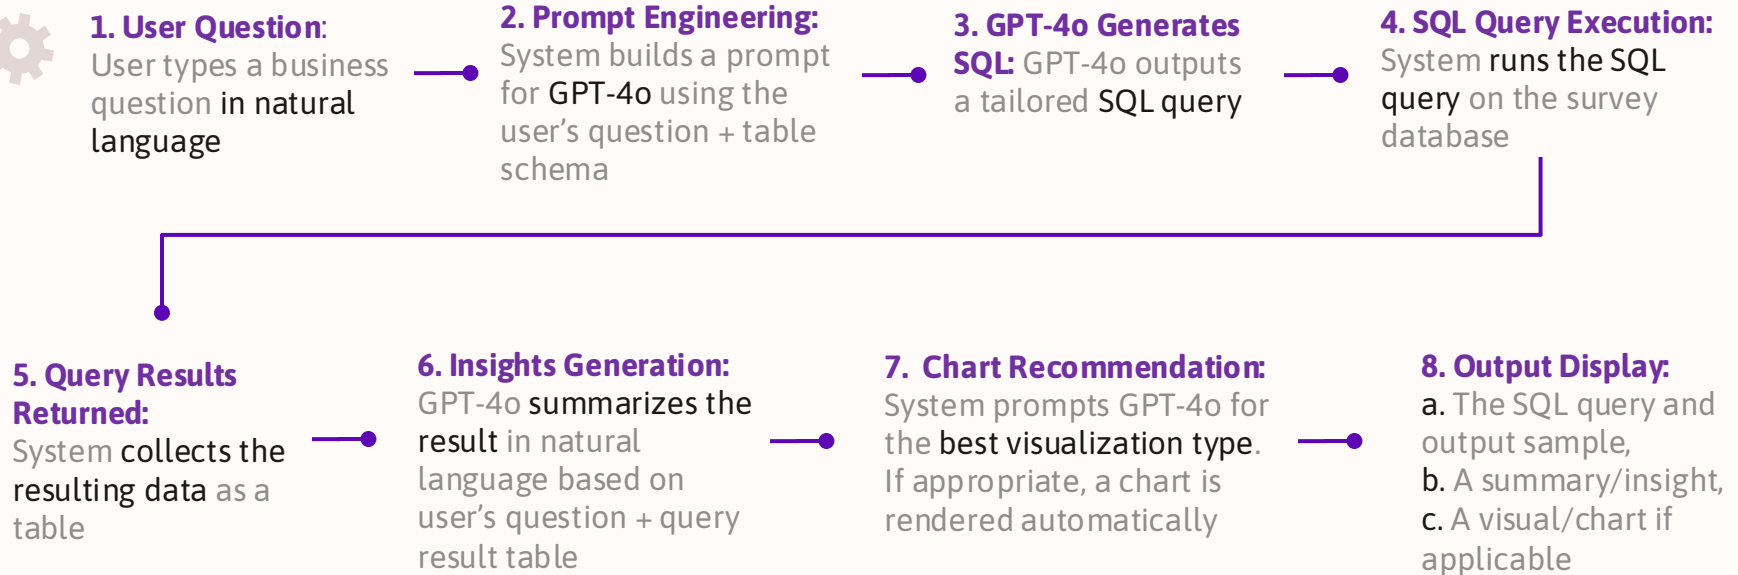 1. User Question:
User types a business
question in natural
language
2. Prompt Engineering:
System builds a prompt
for GPT-4o using the
user’s question + table
schema
3. GPT-4o Generates
SQL: GPT-4o outputs
a tailored SQL query
4. SQL Query Execution:
System runs the SQL
query on the survey
database
5. Query Results
Returned:
System collects the
resulting data as a
table
6. Insights Generation:
GPT-4o summarizes the
result in natural
language based on
user’s question + query
result table
7. Chart Recommendation:
System prompts GPT-4o for
the best visualization type.
If appropriate, a chart is
rendered automatically
8. Output Display:
a. The SQL query and
output sample,
b. A summary/insight,
c. A visual/chart if
applicable